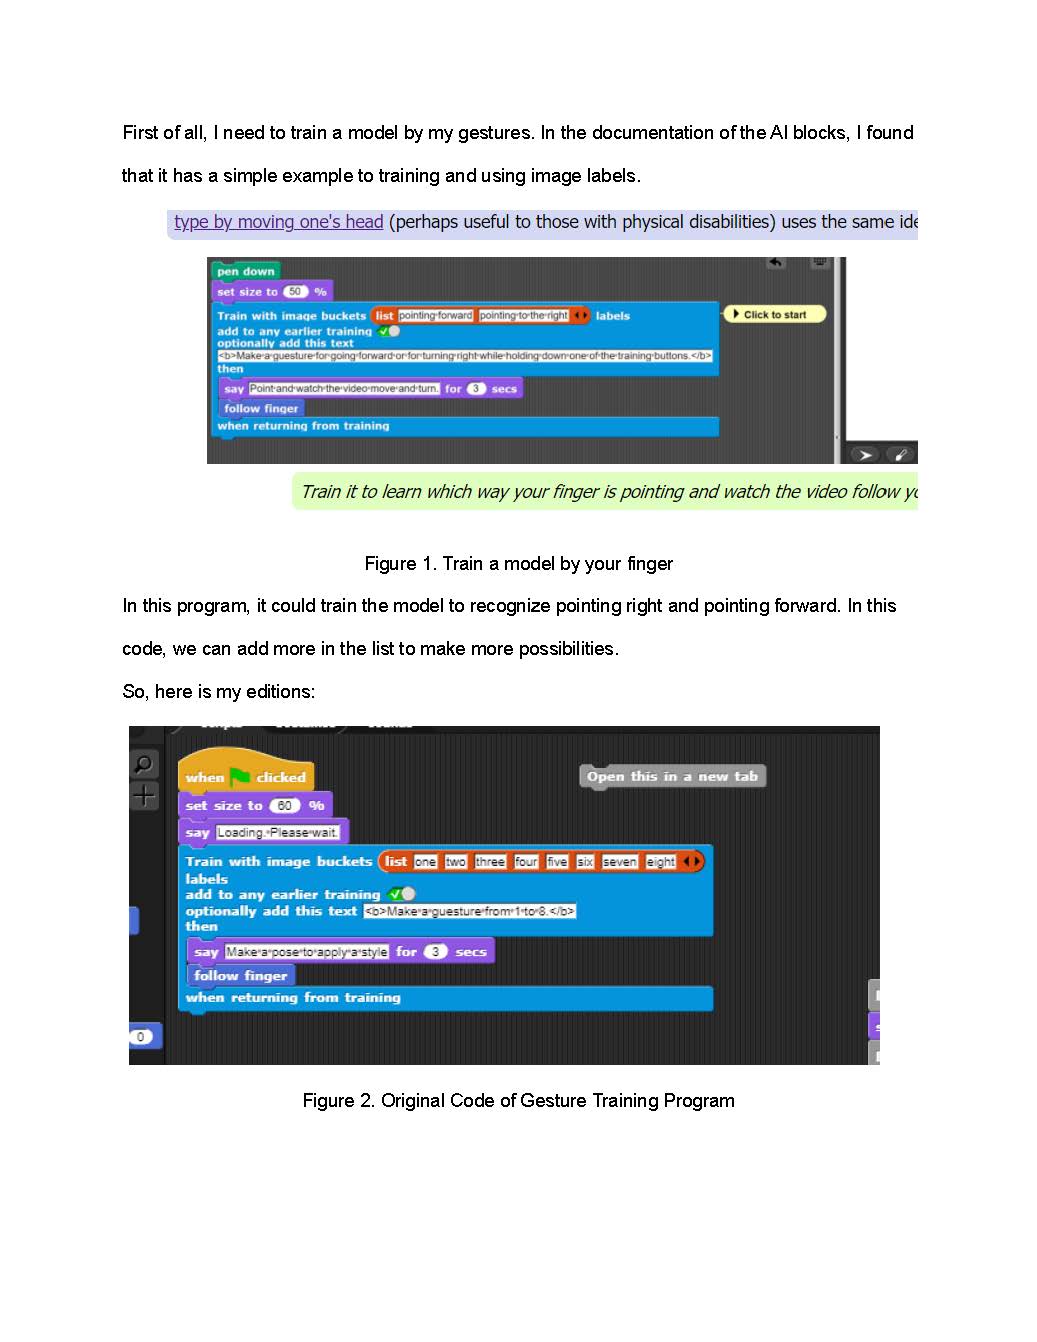 First of all, I need to train a model by my gestures. In the documentation of the AI blocks, I found
that it has a simple example to training and using image labels.
type by moving one's head (perhaps useful to those with physical disabilities) uses the same ide
pen down
set size to 50 %
Train with image buckets list pointing forward pointing to the right labels
add to any earlier training
optionally add this text
<b>Make a guesture for going forward or for turning right while holding down one of the training buttons.</b>
then
say Point and watch the video move and turn. for 3 secs
follow finger
when returning from training
Click to start
Train it to learn which way your finger is pointing and watch the video follow yo
Figure 1. Train a model by your finger
In this program, it could train the model to recognize pointing right and pointing forward. In this
code, we can add more in the list to make more possibilities.
So, here is my editions:
when clicked
set size to 60 %
say Loading. Please wait.
Train with image buckets list one two three four five six seven eight
labels
add to any earlier training
optionally add this text <b>Make a guesture from 1 to 8.</b>
then
say Make a pose to apply a style for 3 secs
follow finger
when returning from training
Open this in a new tab
0
Figure 2. Original Code of Gesture Training Program